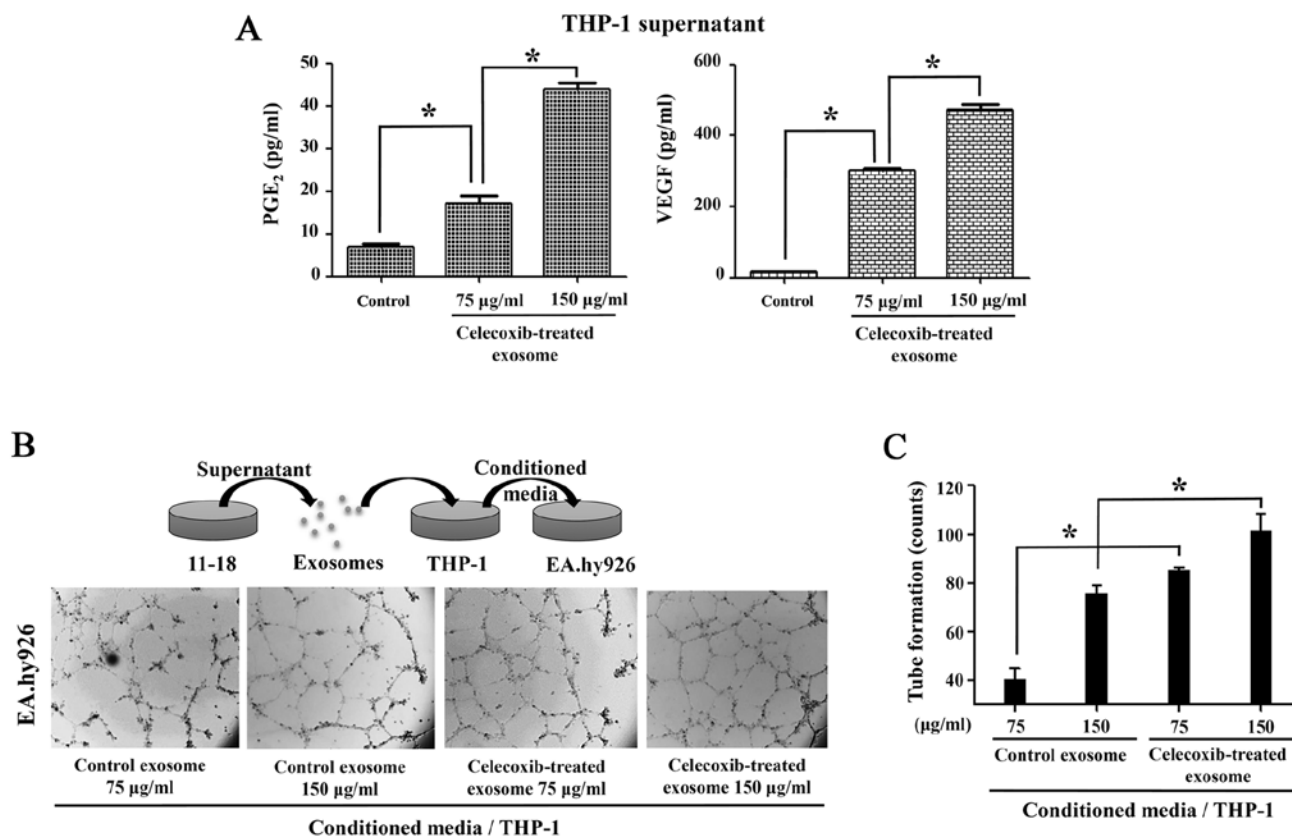 A
THP-1 supernatant
PGE₂ (pg/ml)
50
40
30
20
10
0
*
*
Control
75 μg/ml
150 μg/ml
Celecoxib-treated
exosome
VEGF (pg/ml)
600
400
200
0
*
*
Control
75 μg/ml
150 μg/ml
Celecoxib-treated
exosome
B
Supernatant
Conditioned
media
11-18
Exosomes
THP-1
EA.hy926
EA.hy926
Control exosome
75 μg/ml
Control exosome
150 μg/ml
Celecoxib-treated
exosome 75 μg/ml
Celecoxib-treated
exosome 150 μg/ml
Conditioned media / THP-1
C
Tube formation (counts)
120
100
80
60
40
*
*
(μg/ml)
75
150
75
150
Control exosome
Celecoxib-treated
exosome
Conditioned media / THP-1